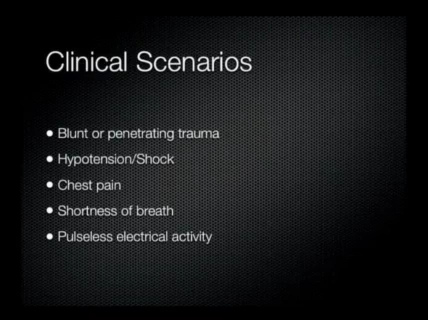 Clinical Scenarios
• Blunt or penetrating trauma
• Hypotension/Shock
• Chest pain
• Shortness of breath
• Pulseless electrical activity